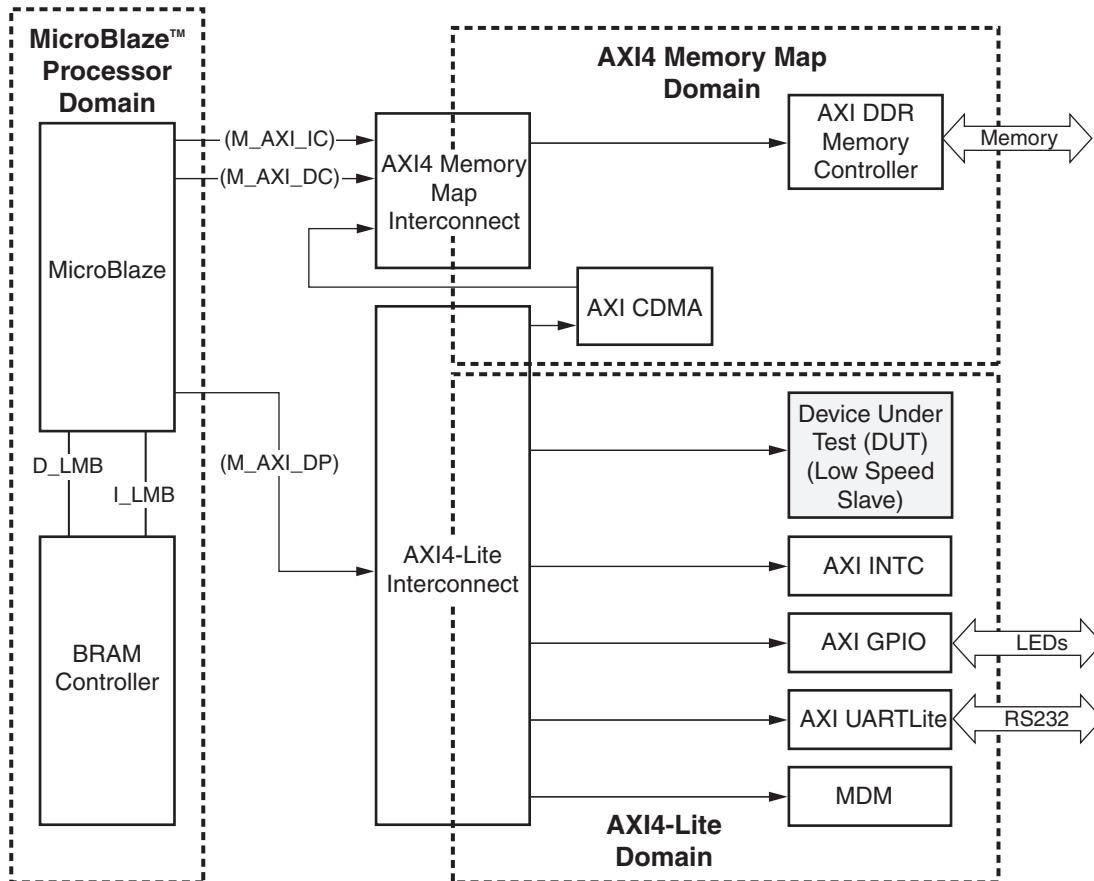 MicroBlaze™
Processor
Domain
MicroBlaze
D_LMB
I_LMB
BRAM
Controller
(M_AXI_IC)
(M_AXI_DC)
(M_AXI_DP)
AXI4 Memory
Map
Interconnect
AXI4-Lite
Interconnect
AXI4 Memory Map
Domain
AXI DDR
Memory
Controller
Memory
AXI CDMA
Device Under
Test (DUT)
(Low Speed
Slave)
AXI INTC
AXI GPIO
LEDs
AXI UARTLite
RS232
MDM
AXI4-Lite
Domain